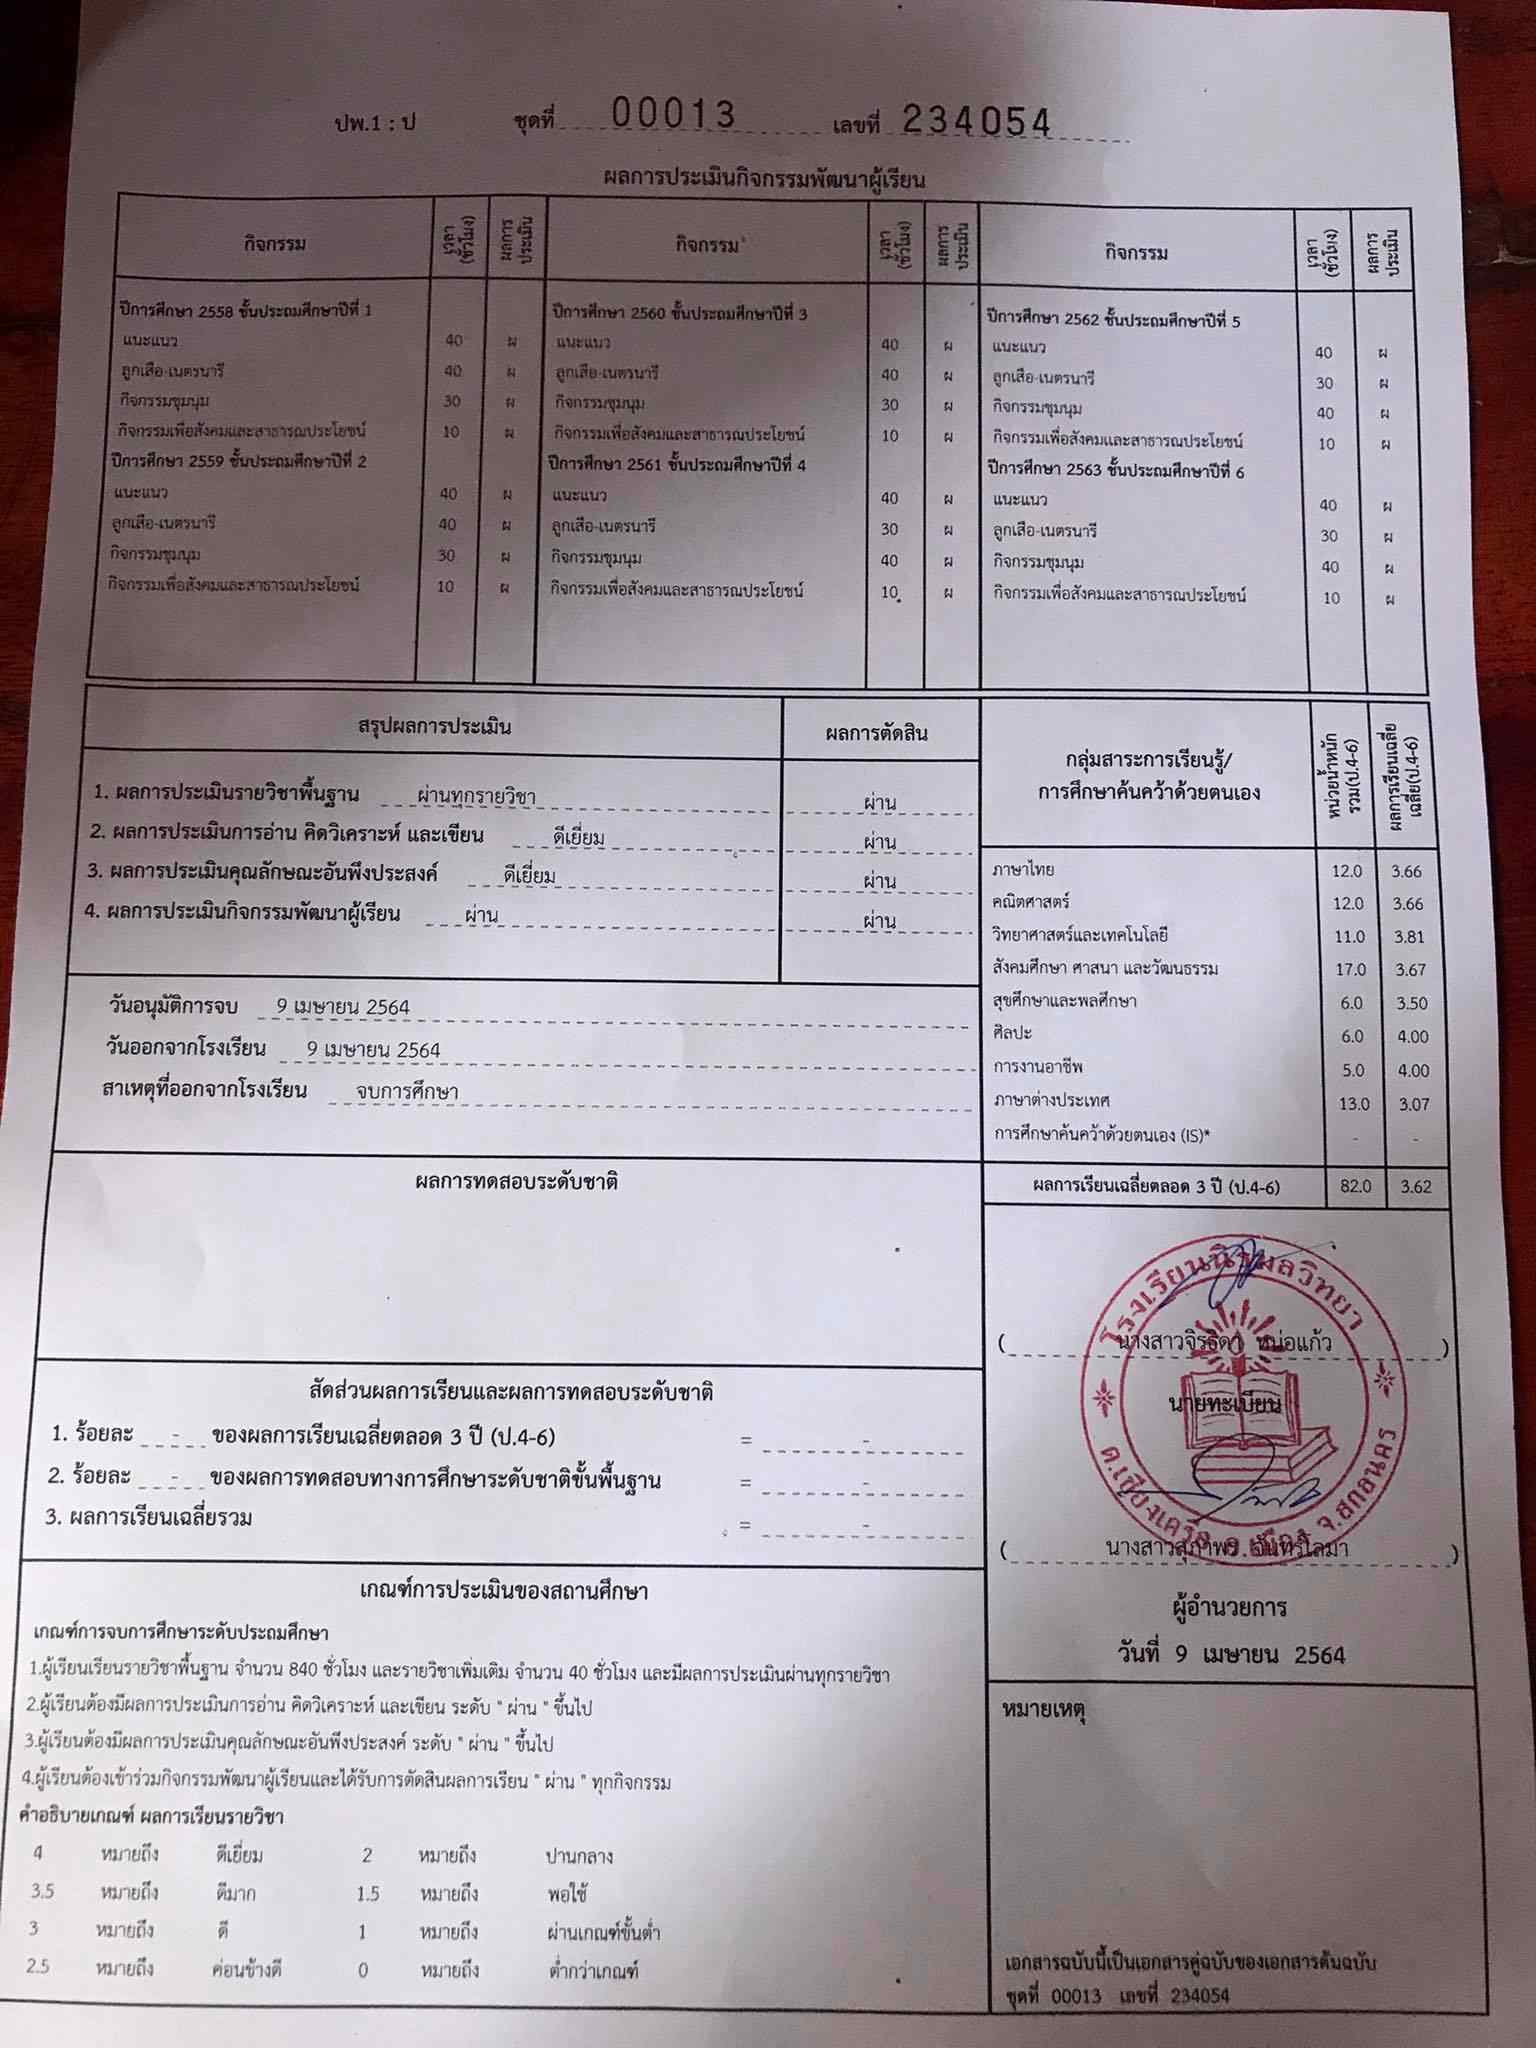 ปพ.1 : ป ชุดที่ 00013 เลขที่ 234054
ผลการประเมินกิจกรรมพัฒนาผู้เรียน
กิจกรรม เวลา (ชั่วโมง) ผลการประเมิน กิจกรรม เวลา (ชั่วโมง) ผลการประเมิน กิจกรรม เวลา (ชั่วโมง) ผลการประเมิน
ปีการศึกษา 2558 ชั้นประถมศึกษาปีที่ 1 ปีการศึกษา 2560 ชั้นประถมศึกษาปีที่ 3 ปีการศึกษา 2562 ชั้นประถมศึกษาปีที่ 5
แนะแนว 40 ผ แนะแนว 40 ผ แนะแนว 40 ผ
ลูกเสือ-เนตรนารี 40 ผ ลูกเสือ-เนตรนารี 40 ผ ลูกเสือ-เนตรนารี 30 ผ
กิจกรรมชุมนุม 30 ผ กิจกรรมชุมนุม 30 ผ กิจกรรมชุมนุม 40 ผ
กิจกรรมเพื่อสังคมและสาธารณประโยชน์ 10 ผ กิจกรรมเพื่อสังคมและสาธารณประโยชน์ 10 ผ กิจกรรมเพื่อสังคมและสาธารณประโยชน์ 10 ผ
ปีการศึกษา 2559 ชั้นประถมศึกษาปีที่ 2 ปีการศึกษา 2561 ชั้นประถมศึกษาปีที่ 4 ปีการศึกษา 2563 ชั้นประถมศึกษาปีที่ 6
แนะแนว 40 ผ แนะแนว 40 ผ แนะแนว 40 ผ
ลูกเสือ-เนตรนารี 40 ผ ลูกเสือ-เนตรนารี 30 ผ ลูกเสือ-เนตรนารี 30 ผ
กิจกรรมชุมนุม 30 ผ กิจกรรมชุมนุม 40 ผ กิจกรรมชุมนุม 40 ผ
กิจกรรมเพื่อสังคมและสาธารณประโยชน์ 10 ผ กิจกรรมเพื่อสังคมและสาธารณประโยชน์ 10 ผ กิจกรรมเพื่อสังคมและสาธารณประโยชน์ 10 ผ
สรุปผลการประเมิน ผลการตัดสิน
1. ผลการประเมินรายวิชาพื้นฐาน ผ่านทุกรายวิชา ผ่าน
2. ผลการประเมินการอ่าน คิดวิเคราะห์ และเขียน ดีเยี่ยม ผ่าน
3. ผลการประเมินคุณลักษณะอันพึงประสงค์ ดีเยี่ยม ผ่าน
4. ผลการประเมินกิจกรรมพัฒนาผู้เรียน ผ่าน ผ่าน
วันอนุมัติการจบ 9 เมษายน 2564
วันออกจากโรงเรียน 9 เมษายน 2564
สาเหตุที่ออกจากโรงเรียน จบการศึกษา
กลุ่มสาระการเรียนรู้/
การศึกษาค้นคว้าด้วยตนเอง
หน่วยน้ำหนัก
รวม(ป.4-6)
ผลการเรียนเฉลี่ย
เฉลี่ย(ป.4-6)
ภาษาไทย 12.0 3.66
คณิตศาสตร์ 12.0 3.66
วิทยาศาสตร์และเทคโนโลยี 11.0 3.81
สังคมศึกษา ศาสนา และวัฒนธรรม 17.0 3.67
สุขศึกษาและพลศึกษา 6.0 3.50
ศิลปะ 6.0 4.00
การงานอาชีพ 5.0 4.00
ภาษาต่างประเทศ 13.0 3.07
การศึกษาค้นคว้าด้วยตนเอง (IS)* - -
ผลการเรียนเฉลี่ยตลอด 3 ปี (ป.4-6) 82.0 3.62
ผลการทดสอบระดับชาติ
สัดส่วนผลการเรียนและผลการทดสอบระดับชาติ
1. ร้อยละ - ของผลการเรียนเฉลี่ยตลอด 3 ปี (ป.4-6) = -
2. ร้อยละ - ของผลการทดสอบทางการศึกษาระดับชาติขั้นพื้นฐาน = -
3. ผลการเรียนเฉลี่ยรวม = -
โรงเรียนนิรมลวิทยา
ต.เชียงเครือ อ.เมือง จ.สกลนคร
( นางสาวจิรธิดา หน่อแก้ว )
นายทะเบียน
( นางสาวสุภาพร จันทร์โลมา )
ผู้อำนวยการ
วันที่ 9 เมษายน 2564
เกณฑ์การประเมินของสถานศึกษา
เกณฑ์การจบการศึกษาระดับประถมศึกษา
1.ผู้เรียนเรียนรายวิชาพื้นฐาน จำนวน 840 ชั่วโมง และรายวิชาเพิ่มเติม จำนวน 40 ชั่วโมง และมีผลการประเมินผ่านทุกรายวิชา
2.ผู้เรียนต้องมีผลการประเมินการอ่าน คิดวิเคราะห์ และเขียน ระดับ " ผ่าน " ขึ้นไป
3.ผู้เรียนต้องมีผลการประเมินคุณลักษณะอันพึงประสงค์ ระดับ " ผ่าน " ขึ้นไป
4.ผู้เรียนต้องเข้าร่วมกิจกรรมพัฒนาผู้เรียนและได้รับการตัดสินผลการเรียน " ผ่าน " ทุกกิจกรรม
คำอธิบายเกณฑ์ ผลการเรียนรายวิชา
4 หมายถึง ดีเยี่ยม 2 หมายถึง ปานกลาง
3.5 หมายถึง ดีมาก 1.5 หมายถึง พอใช้
3 หมายถึง ดี 1 หมายถึง ผ่านเกณฑ์ขั้นต่ำ
2.5 หมายถึง ค่อนข้างดี 0 หมายถึง ต่ำกว่าเกณฑ์
หมายเหตุ
เอกสารฉบับนี้เป็นเอกสารคู่ฉบับของเอกสารต้นฉบับ
ชุดที่ 00013 เลขที่ 234054